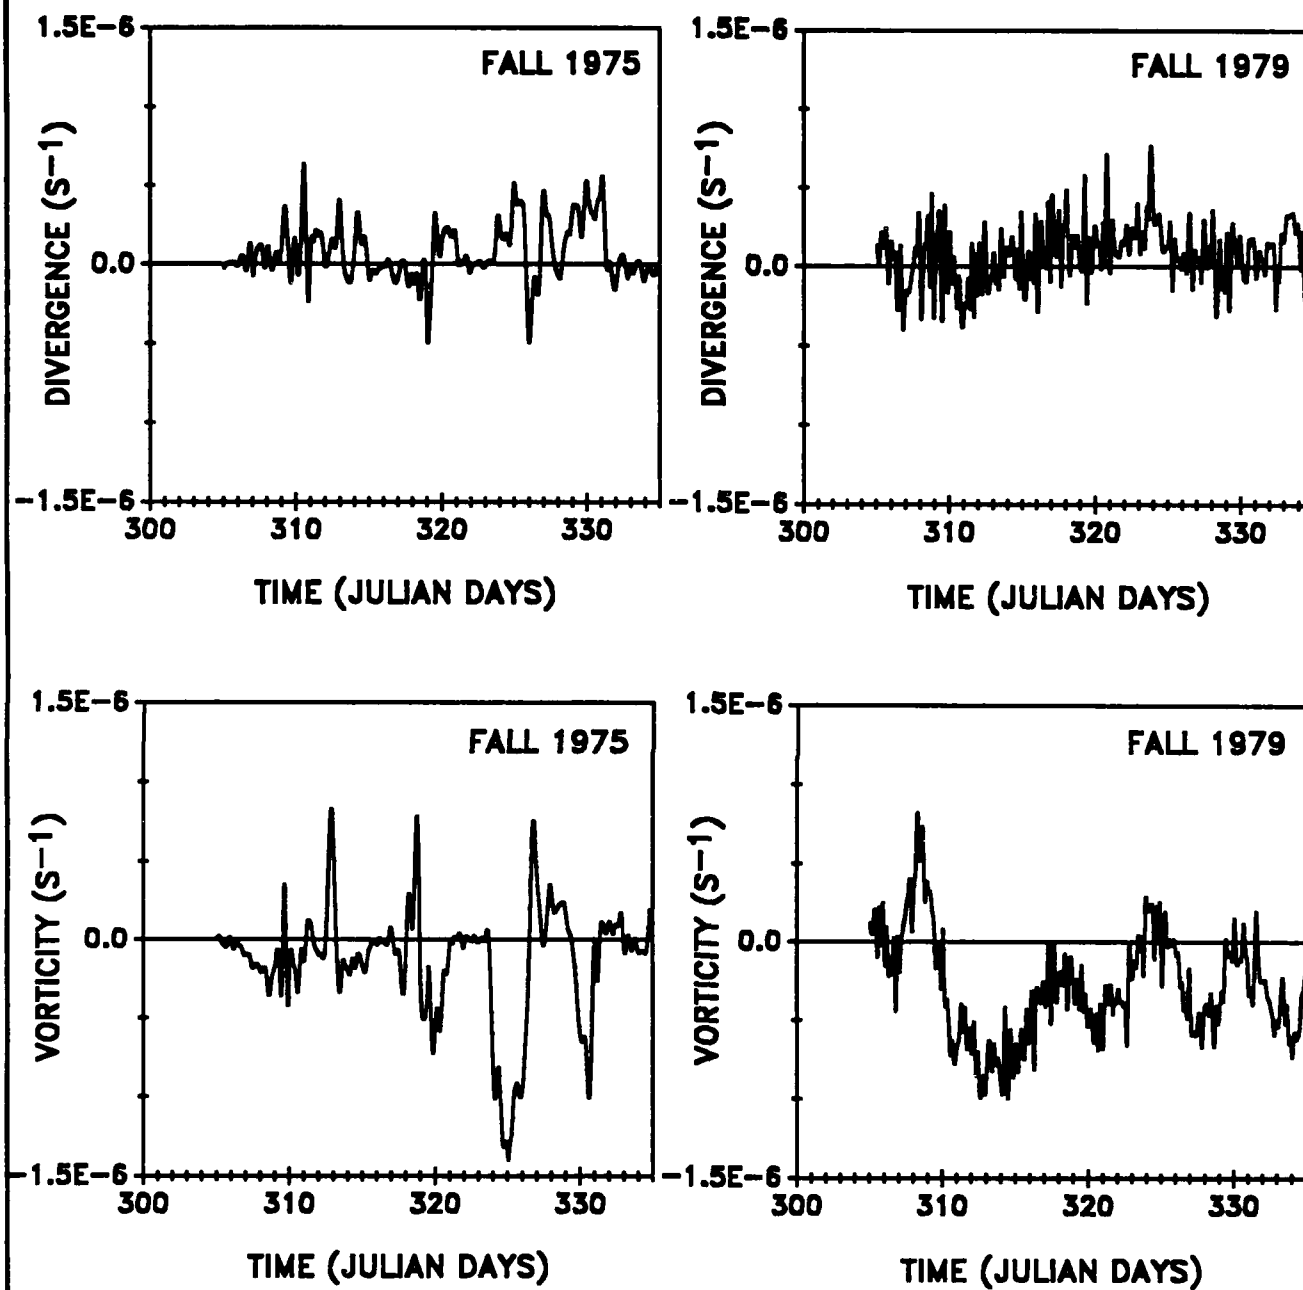 1.5E-6
FALL 1975
DIVERGENCE (S-1)
0.0
-1.5E-6
300 310 320 330
TIME (JULIAN DAYS)
1.5E-6
FALL 1979
DIVERGENCE (S-1)
0.0
-1.5E-6
300 310 320 330
TIME (JULIAN DAYS)
1.5E-6
FALL 1975
VORTICITY (S-1)
0.0
-1.5E-6
300 310 320 330
TIME (JULIAN DAYS)
1.5E-6
FALL 1979
VORTICITY (S-1)
0.0
-1.5E-6
300 310 320 330
TIME (JULIAN DAYS)